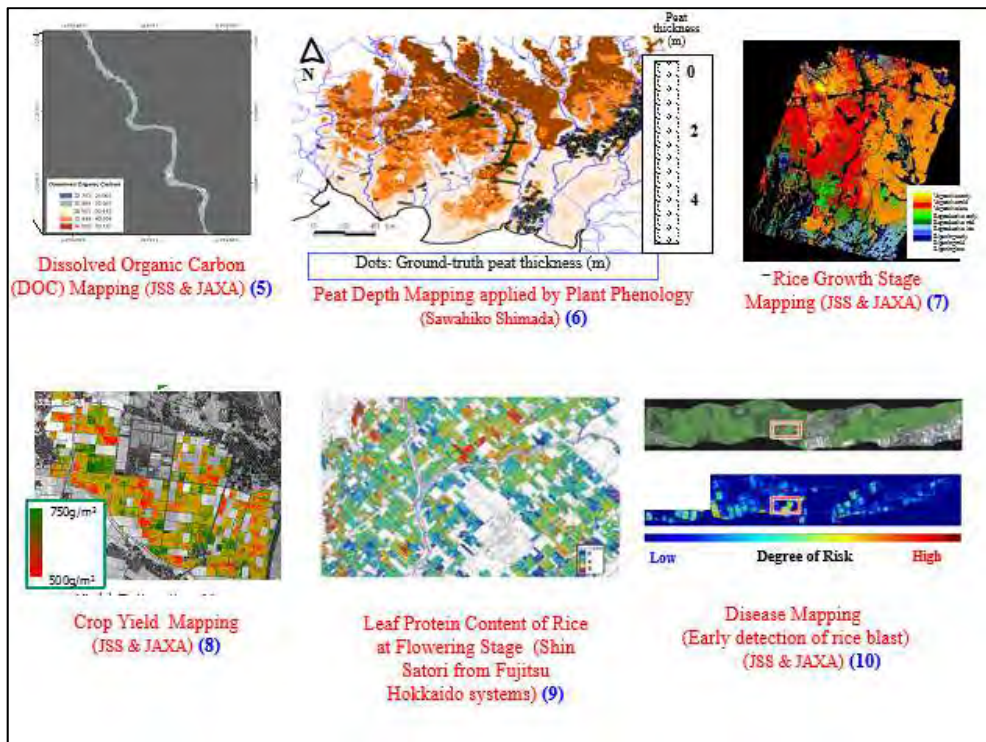 Dissolved Organic Carbon
Peat
thickness
(m)
N
0
2
4
Dots: Ground-truth peat thickness (m)
Dissolved Organic Carbon
(DOC) Mapping (JSS & JAXA) (5)
Peat Depth Mapping applied by Plant Phenology
(Sawahiko Shimada) (6)
Rice Growth Stage
Mapping (JSS & JAXA) (7)
750g/m²
500g/m²
Low Degree of Risk High
Crop Yield Mapping
(JSS & JAXA) (8)
Leaf Protein Content of Rice
at Flowering Stage (Shin
Satori from Fujitsu
Hokkaido systems) (9)
Disease Mapping
(Early detection of rice blast)
(JSS & JAXA) (10)